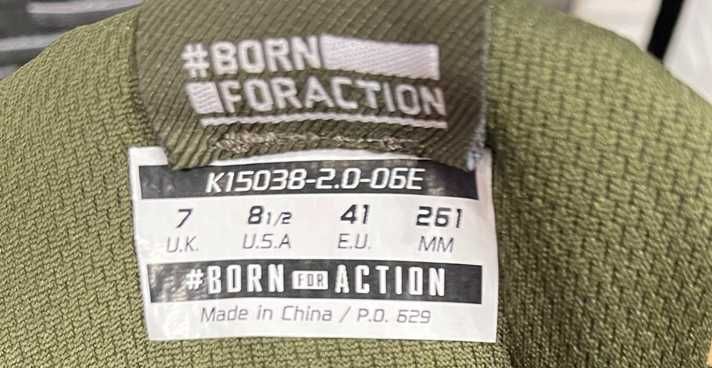 #BORN
FORACTION
K15038-2.0-06E
7 8 1/2 41 261
U.K. U.S.A E.U. MM
#BORN FOR ACTION
Made in China / P.O. 629